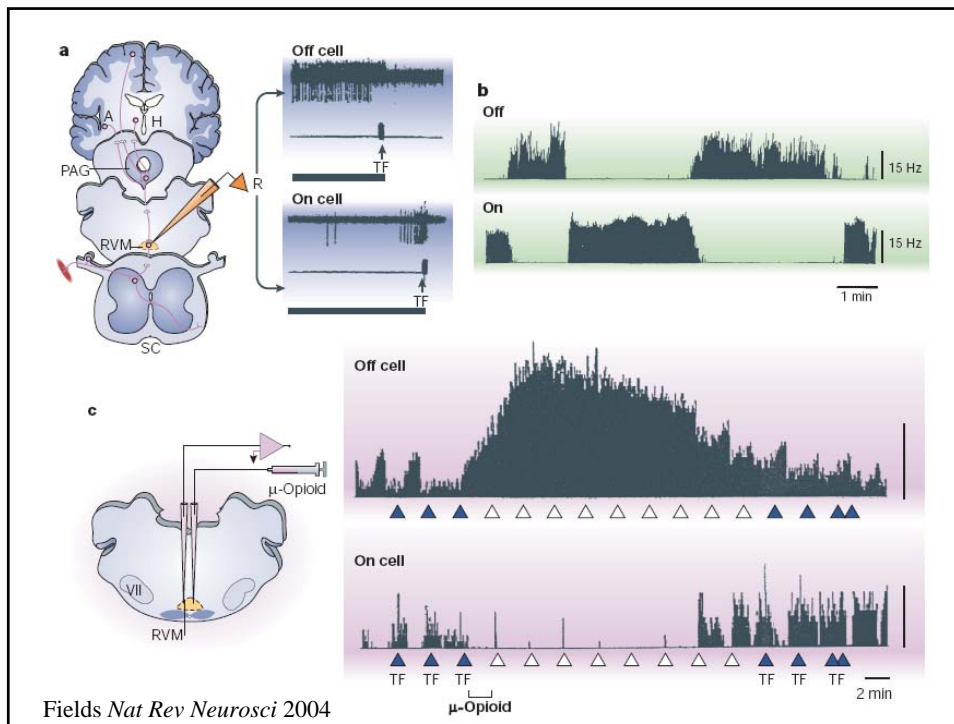 a
A
H
PAG
RVM
SC
R
Off cell
TF
On cell
TF
b
Off
15 Hz
On
15 Hz
1 min
c
μ-Opioid
VII
RVM
Off cell
On cell
TF TF TF TF TF TF
μ-Opioid
2 min
Fields Nat Rev Neurosci 2004